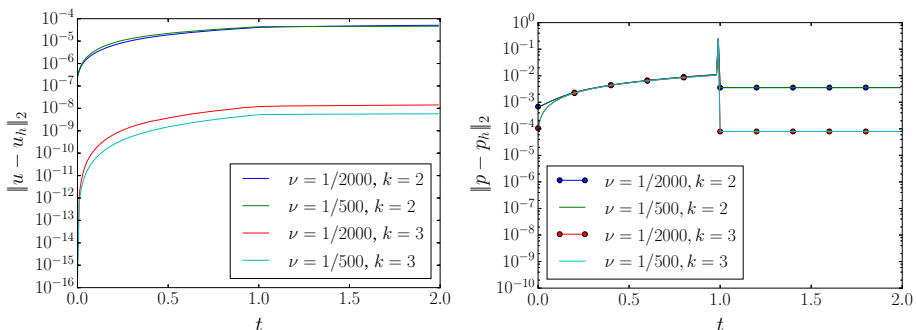 10^{-4}
10^{-5}
10^{-6}
10^{-7}
10^{-8}
10^{-9}
10^{-10}
10^{-11}
10^{-12}
10^{-13}
10^{-14}
10^{-15}
10^{-16}
‖u − u_h‖_2
ν = 1/2000, k = 2
ν = 1/500, k = 2
ν = 1/2000, k = 3
ν = 1/500, k = 3
0.0 0.5 1.0 1.5 2.0
t
10^0
10^{-1}
10^{-2}
10^{-3}
10^{-4}
10^{-5}
10^{-6}
10^{-7}
10^{-8}
10^{-9}
10^{-10}
‖p − p_h‖_2
ν = 1/2000, k = 2
ν = 1/500, k = 2
ν = 1/2000, k = 3
ν = 1/500, k = 3
0.0 0.5 1.0 1.5 2.0
t